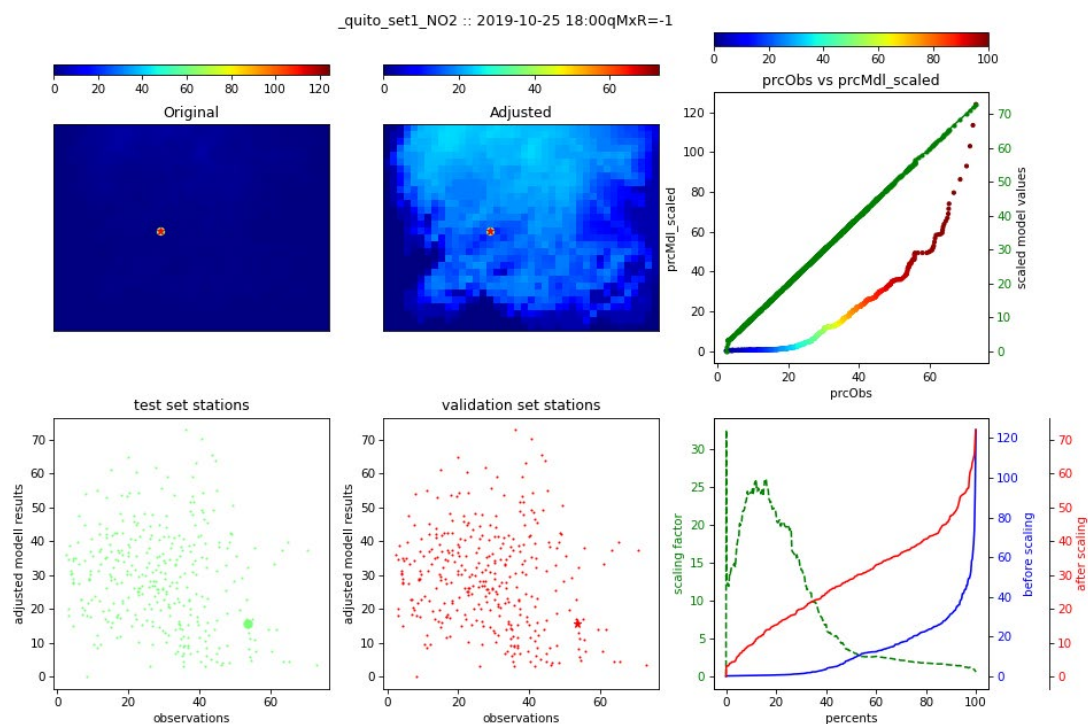 _quito_set1_NO2 :: 2019-10-25 18:00qMxR=-1
0 20 40 60 80 100 120
0 20 40 60
0 20 40 60 80 100
Original
Adjusted
prcObs vs prcMdl_scaled
120
100
80
60
40
20
0
prcMdl_scaled
70
60
50
40
30
20
10
0
scaled model values
0 20 40 60
prcObs
test set stations
70
60
50
40
30
20
10
0
adjusted modell results
0 20 40 60
observations
validation set stations
70
60
50
40
30
20
10
0
adjusted modell results
0 20 40 60
observations
30
25
20
15
10
5
0
scaling factor
120
100
80
60
40
20
0
before scaling
70
60
50
40
30
20
10
0
after scaling
0 20 40 60 80 100
percents